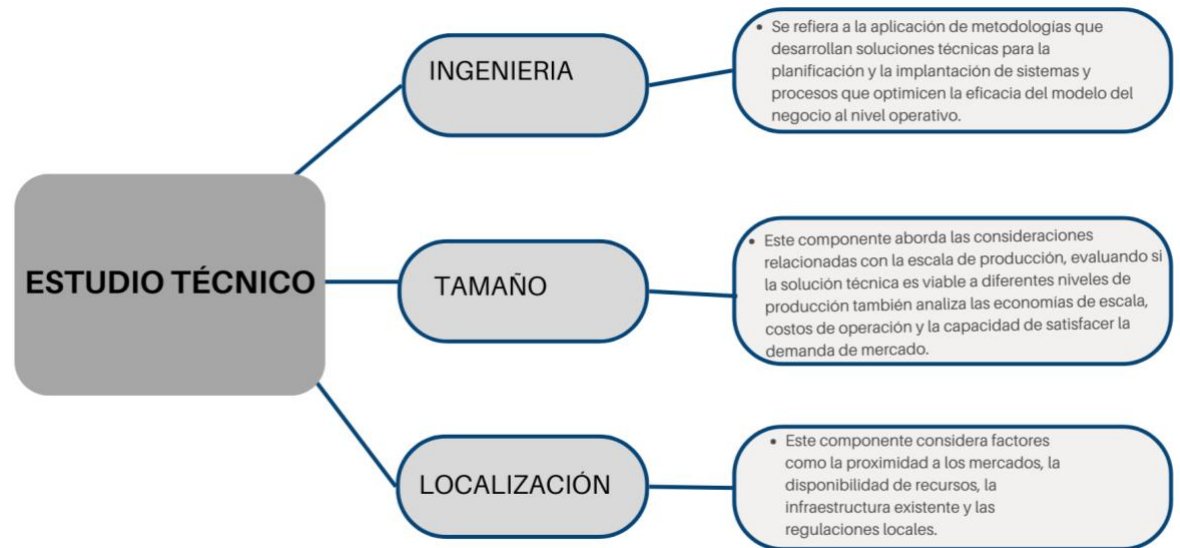 ESTUDIO TÉCNICO
INGENIERIA
• Se refiera a la aplicación de metodologías que
desarrollan soluciones técnicas para la
planificación y la implantación de sistemas y
procesos que optimicen la eficacia del modelo del
negocio al nivel operativo.
TAMAÑO
• Este componente aborda las consideraciones
relacionadas con la escala de producción, evaluando si
la solución técnica es viable a diferentes niveles de
producción también analiza las economías de escala,
costos de operación y la capacidad de satisfacer la
demanda de mercado.
LOCALIZACIÓN
• Este componente considera factores
como la proximidad a los mercados, la
disponibilidad de recursos, la
infraestructura existente y las
regulaciones locales.